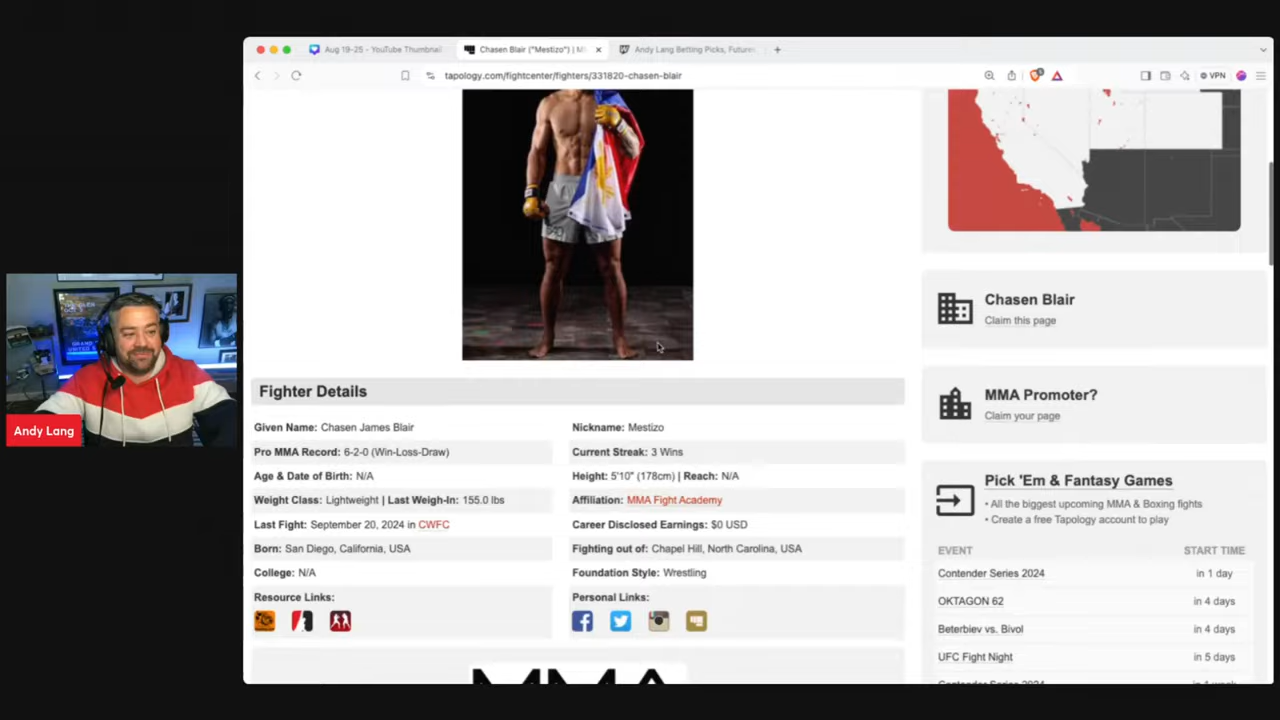 Aug 19-25 - YouTube Thumbnail
Chasen Blair ("Mestizo") | M
Andy Lang Betting Picks, Future
tapology.com/fightcenter/fighters/331820-chasen-blair
VPN
Chasen Blair
Claim this page
MMA Promoter?
Claim your page
Fighter Details
Given Name: Chasen James Blair
Nickname: Mestizo
Pro MMA Record: 6-2-0 (Win-Loss-Draw)
Current Streak: 3 Wins
Age & Date of Birth: N/A
Height: 5'10" (178cm) | Reach: N/A
Weight Class: Lightweight | Last Weigh-In: 155.0 lbs
Affiliation: MMA Fight Academy
Last Fight: September 20, 2024 in CWFC
Career Disclosed Earnings: $0 USD
Born: San Diego, California, USA
Fighting out of: Chapel Hill, North Carolina, USA
College: N/A
Foundation Style: Wrestling
Resource Links:
Personal Links:
Pick 'Em & Fantasy Games
• All the biggest upcoming MMA & Boxing fights
• Create a free Tapology account to play
EVENT START TIME
Contender Series 2024 in 1 day
OKTAGON 62 in 4 days
Beterbiev vs. Bivol in 4 days
UFC Fight Night in 5 days
Contender Series 2024 in 1 week
MMA
Andy Lang